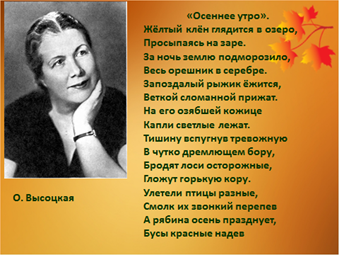 «Осеннее утро».
Жёлтый клён глядится в озеро,
Просыпаясь на заре.
За ночь землю подморозило,
Весь орешник в серебре.
Запоздалый рыжик ёжится,
Веткой сломанной прижат.
На его озябшей кожице
Капли светлые лежат.
Тишину вспугнув тревожную
В чутко дремлющем бору,
Бродят лоси осторожные,
Гложут горькую кору.
Улетели птицы разные,
Смолк их звонкий перепев
А рябина осень празднует,
Бусы красные надев
О. Высоцкая